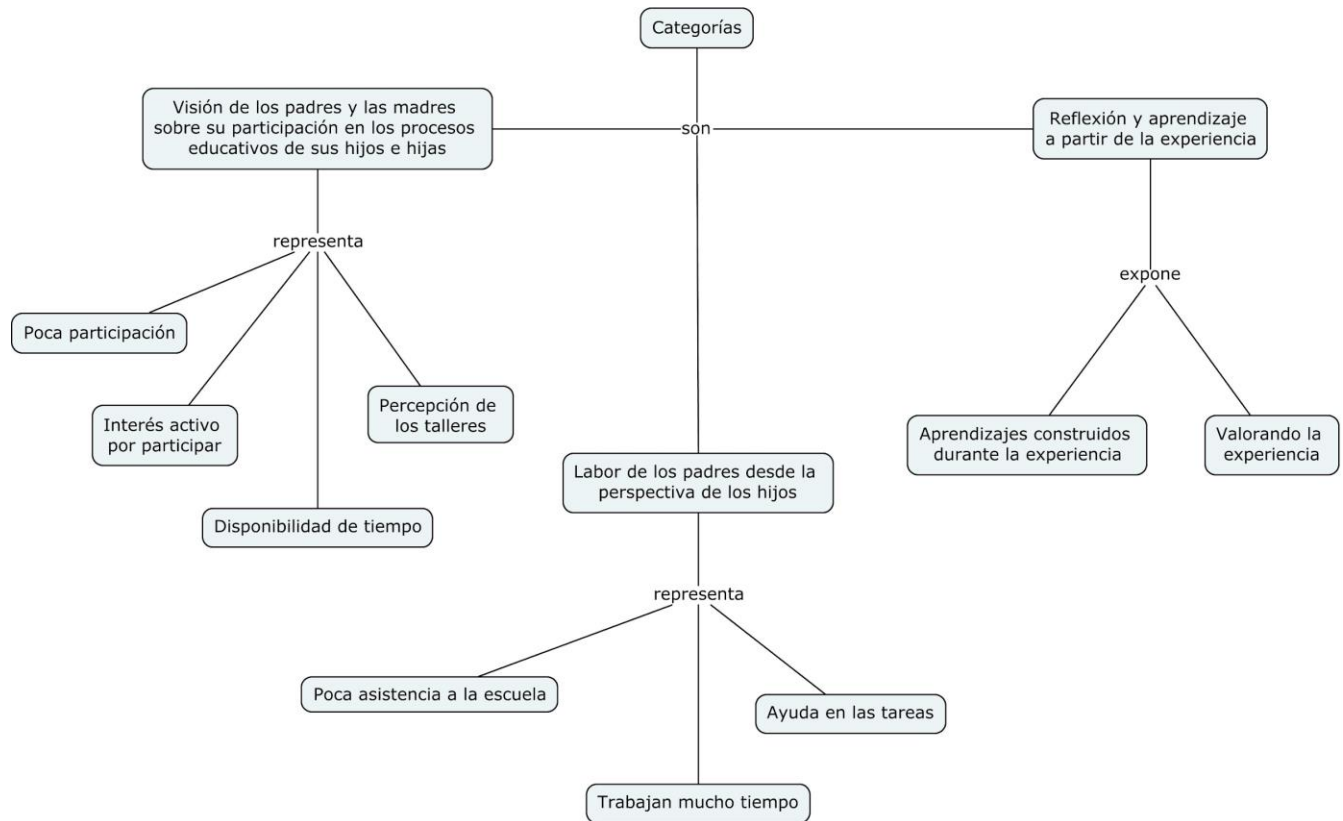 Categorías
Visión de los padres y las madres
sobre su participación en los procesos
educativos de sus hijos e hijas
son
Reflexión y aprendizaje
a partir de la experiencia
representa
expone
Poca participación
Interés activo
por participar
Percepción de
los talleres
Disponibilidad de tiempo
Aprendizajes construidos
durante la experiencia
Valorando la
experiencia
Labor de los padres desde la
perspectiva de los hijos
representa
Poca asistencia a la escuela
Ayuda en las tareas
Trabajan mucho tiempo